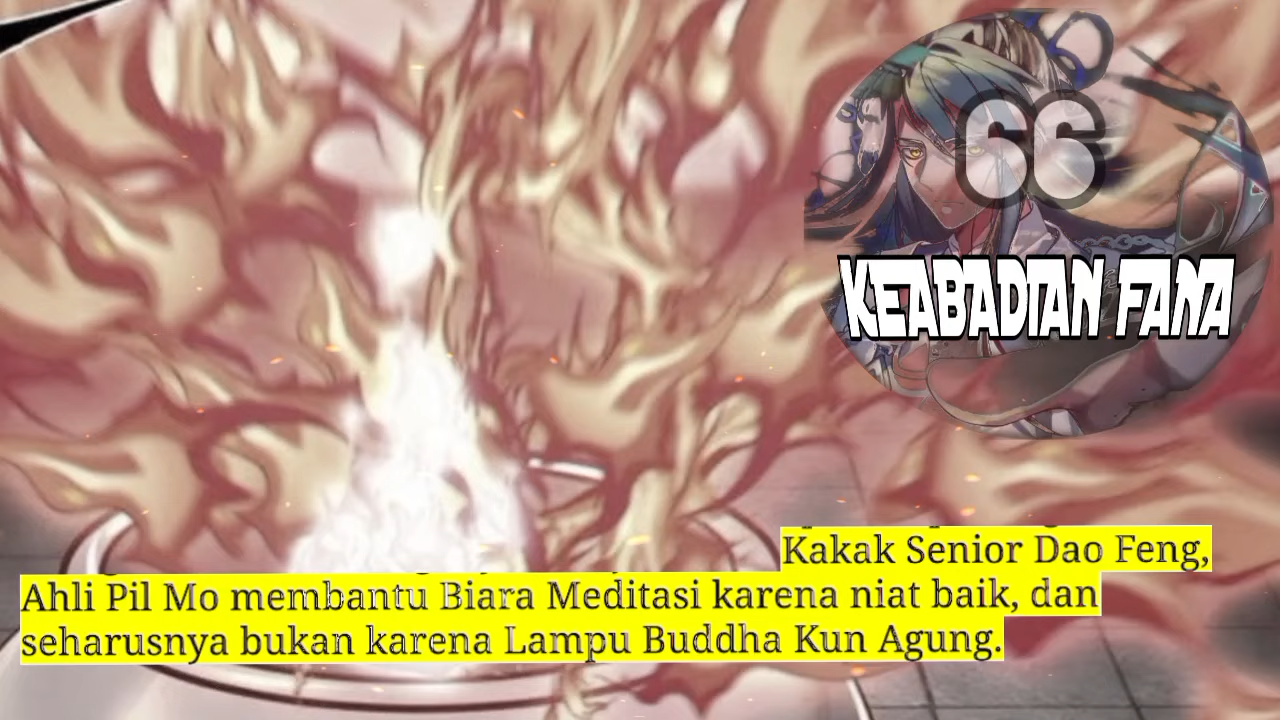 66
KEABADIAN FANA
Kakak Senior Dao Feng,
Ahli Pil Mo membantu Biara Meditasi karena niat baik, dan
seharusnya bukan karena Lampu Buddha Kun Agung.